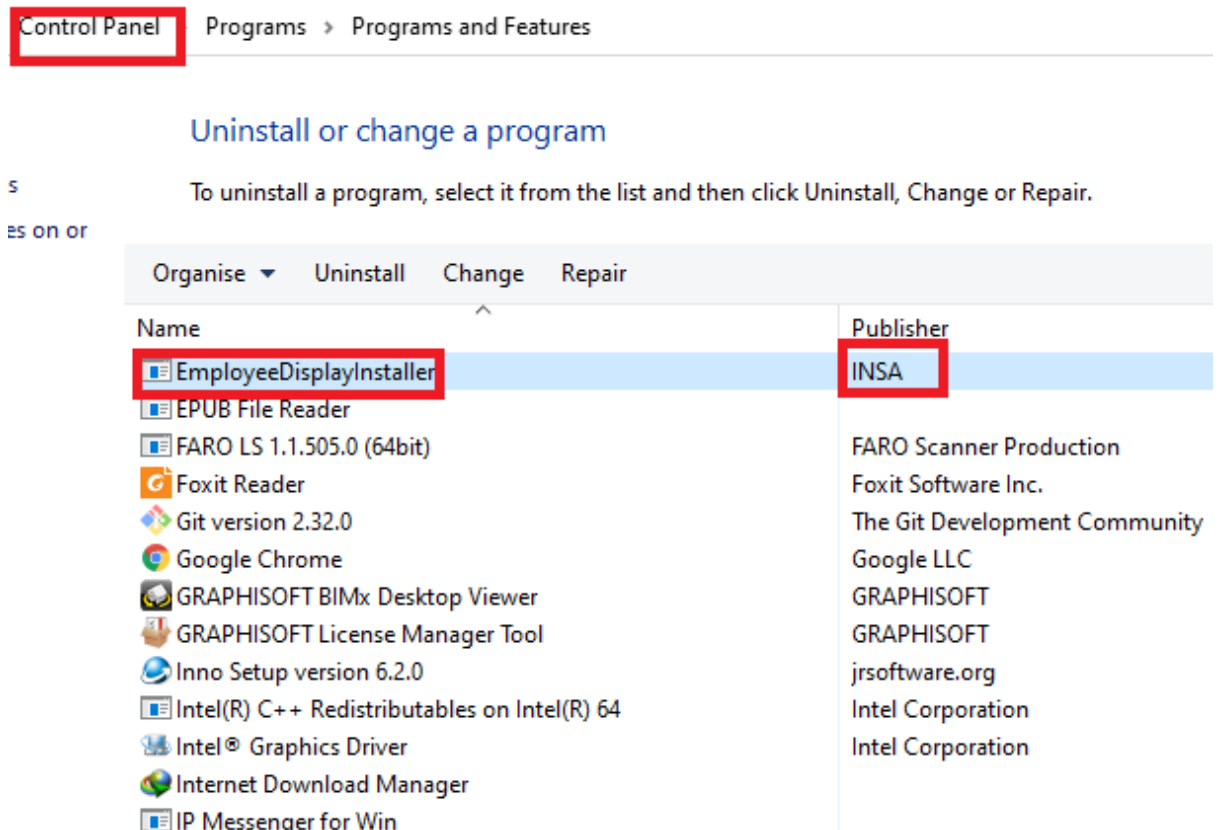 Control Panel Programs > Programs and Features
Uninstall or change a program
s
To uninstall a program, select it from the list and then click Uninstall, Change or Repair.
es on or
Organise Uninstall Change Repair
Name Publisher
EmployeeDisplayInstaller INSA
EPUB File Reader
FARO LS 1.1.505.0 (64bit) FARO Scanner Production
Foxit Reader Foxit Software Inc.
Git version 2.32.0 The Git Development Community
Google Chrome Google LLC
GRAPHISOFT BIMx Desktop Viewer GRAPHISOFT
GRAPHISOFT License Manager Tool GRAPHISOFT
Inno Setup version 6.2.0 jrsoftware.org
Intel(R) C++ Redistributables on Intel(R) 64 Intel Corporation
Intel® Graphics Driver Intel Corporation
Internet Download Manager
IP Messenger for Win